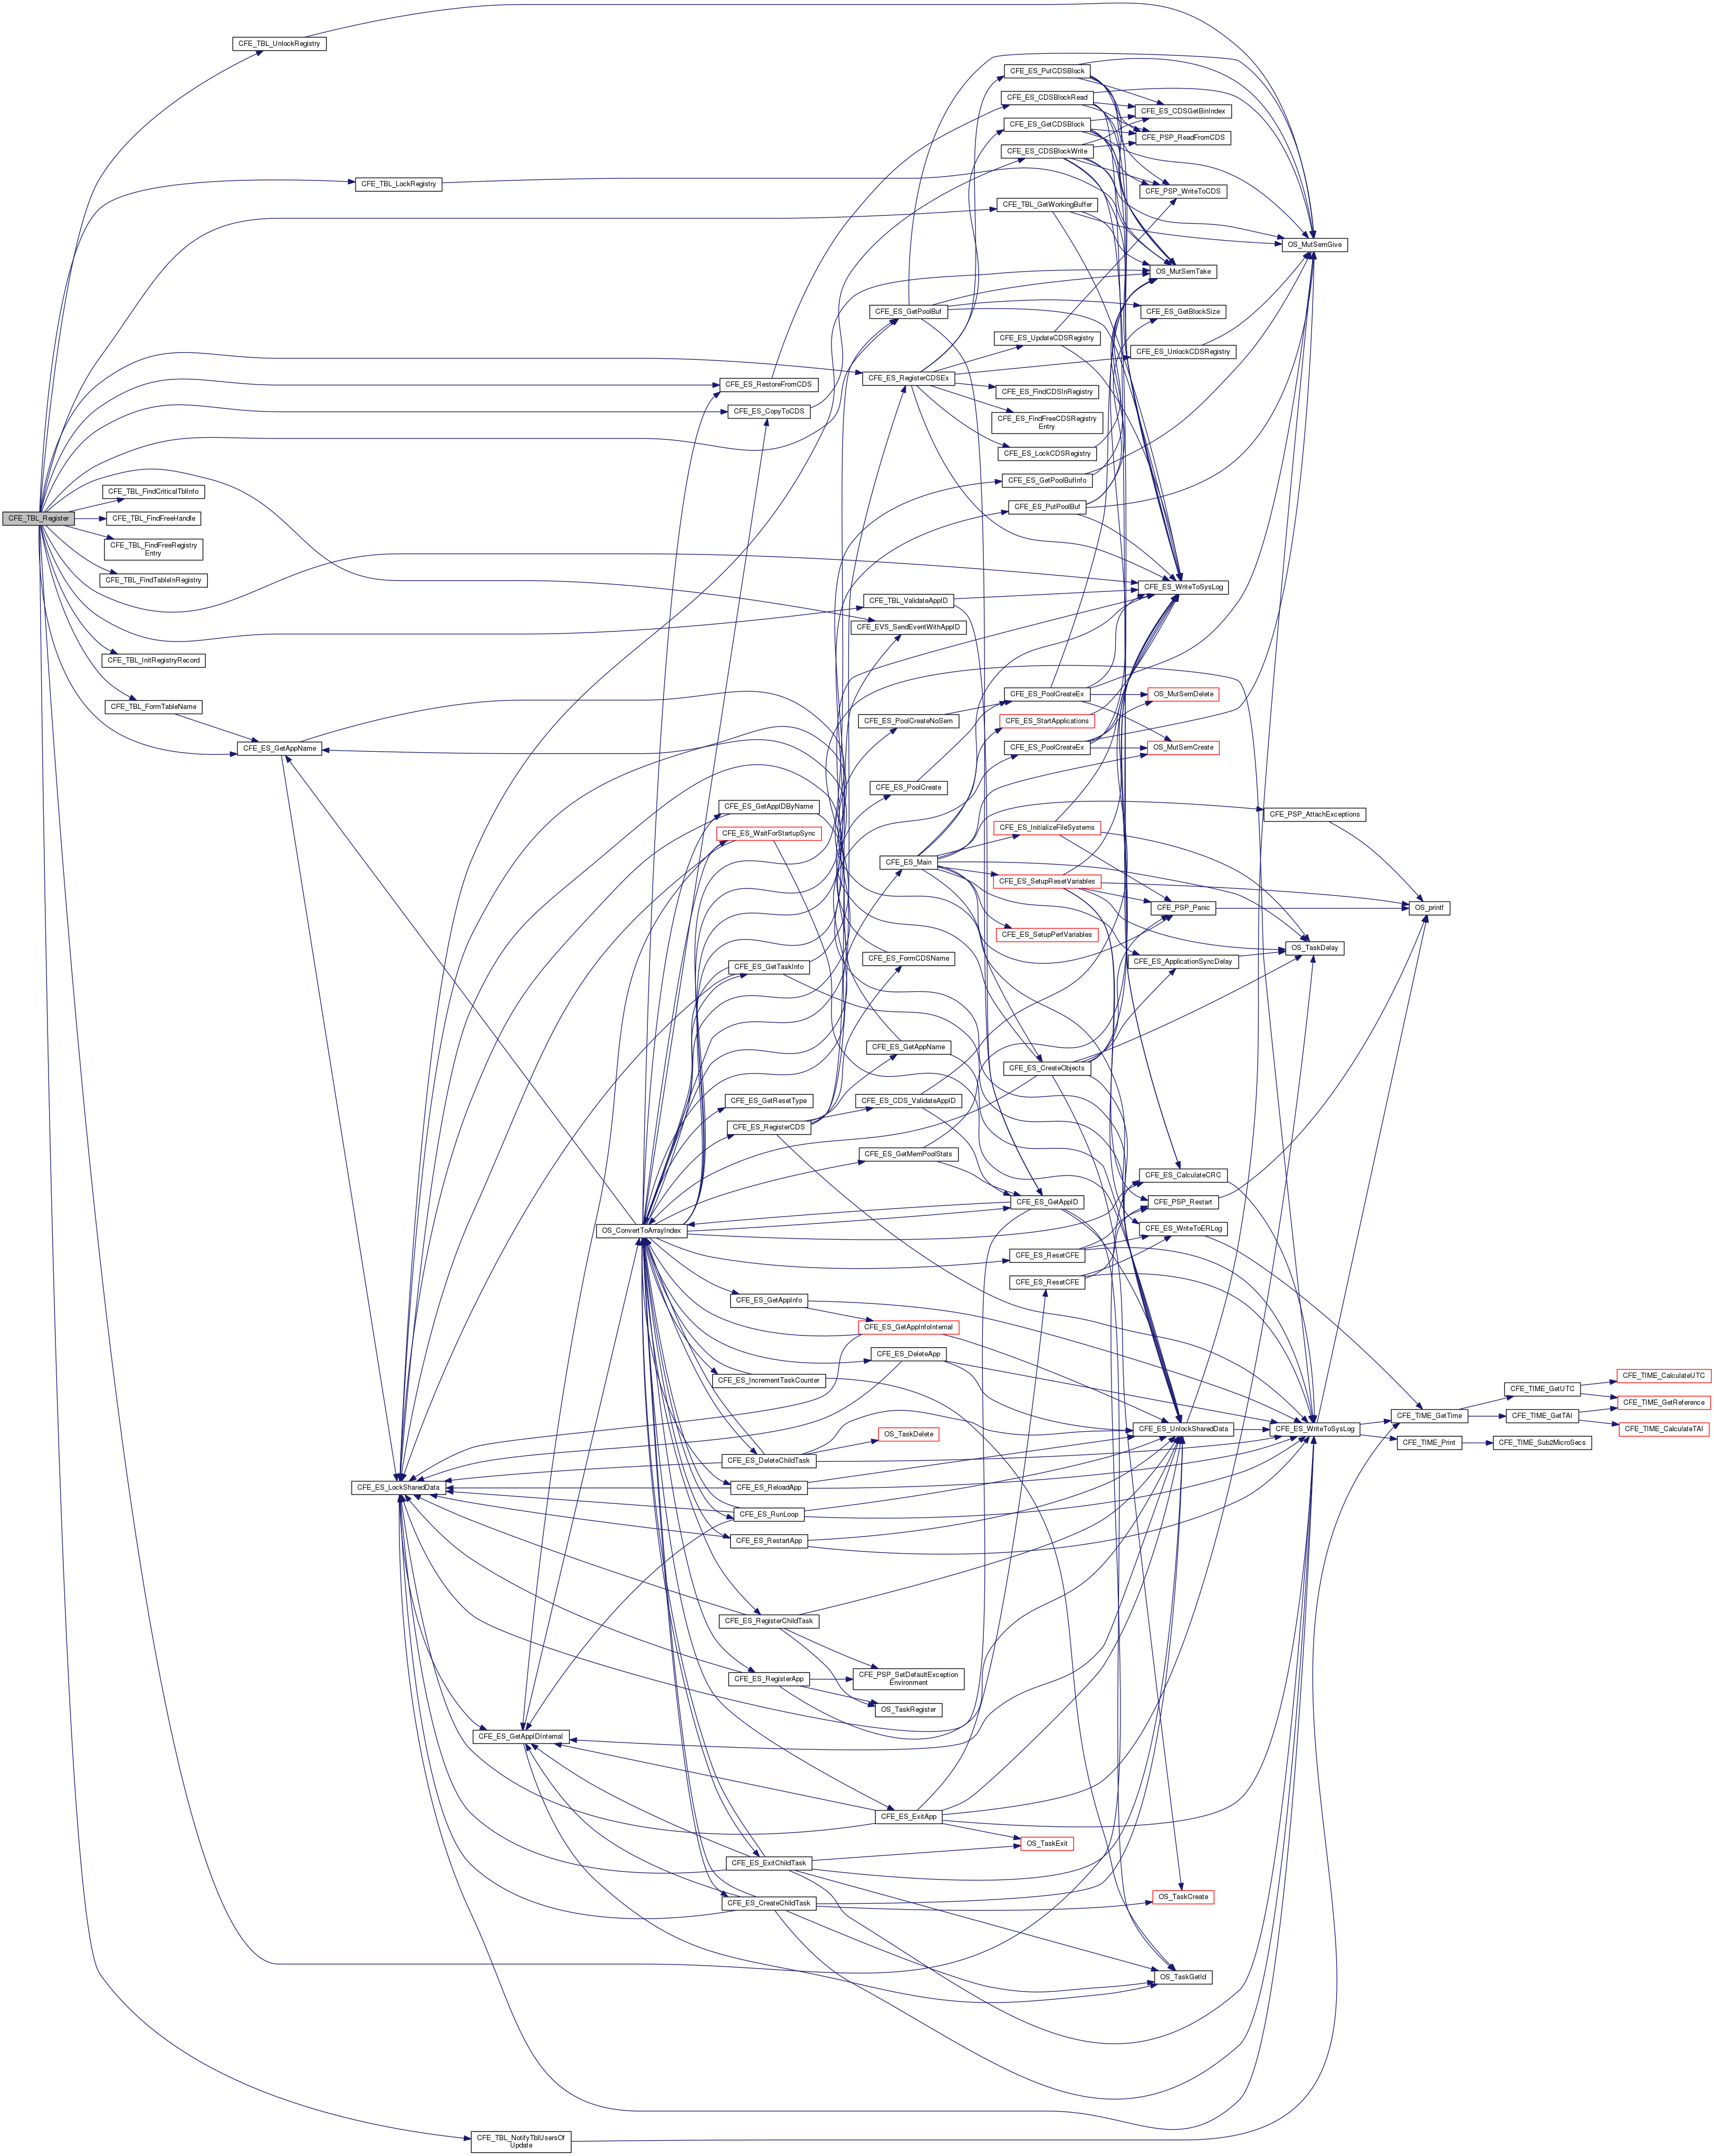 CFE_TBL_UnlockRegistry
CFE_ES_PutCDSBlock
CFE_ES_CDSBlockRead
CFE_ES_CDSGetBinIndex
CFE_ES_GetCDSBlock
CFE_PSP_ReadFromCDS
CFE_ES_CDSBlockWrite
CFE_TBL_LockRegistry
CFE_PSP_WriteToCDS
CFE_TBL_GetWorkingBuffer
OS_MutSemGive
OS_MutSemTake
CFE_ES_GetPoolBuf
CFE_ES_GetBlockSize
CFE_ES_UpdateCDSRegistry
CFE_ES_UnlockCDSRegistry
CFE_ES_RegisterCDSEx
CFE_ES_RestoreFromCDS
CFE_ES_FindCDSInRegistry
CFE_ES_CopyToCDS
CFE_ES_FindFreeCDSRegistry
Entry
CFE_ES_LockCDSRegistry
CFE_ES_GetPoolBufInfo
CFE_TBL_FindCriticalTblInfo
CFE_ES_PutPoolBuf
CFE_TBL_Register
CFE_TBL_FindFreeHandle
CFE_TBL_FindFreeRegistry
Entry
CFE_TBL_FindTableInRegistry
CFE_ES_WriteToSysLog
CFE_TBL_ValidateAppID
CFE_EVS_SendEventWithAppID
CFE_TBL_InitRegistryRecord
CFE_ES_PoolCreateEx
OS_MutSemDelete
CFE_TBL_FormTableName
CFE_ES_PoolCreateNoSem
CFE_ES_StartApplications
CFE_ES_GetAppName
CFE_ES_PoolCreateEx
OS_MutSemCreate
CFE_ES_PoolCreate
CFE_ES_GetAppIDByName
CFE_PSP_AttachExceptions
CFE_ES_WaitForStartupSync
CFE_ES_InitializeFileSystems
CFE_ES_Main
CFE_ES_SetupResetVariables
CFE_PSP_Panic
OS_printf
CFE_ES_SetupPerfVariables
OS_TaskDelay
CFE_ES_FormCDSName
CFE_ES_ApplicationSyncDelay
CFE_ES_GetTaskInfo
CFE_ES_GetAppName
CFE_ES_CreateObjects
CFE_ES_GetResetType
CFE_ES_CDS_ValidateAppID
CFE_ES_RegisterCDS
CFE_ES_GetMemPoolStats
CFE_ES_CalculateCRC
CFE_ES_GetAppID
CFE_PSP_Restart
OS_ConvertToArrayIndex
CFE_ES_WriteToERLog
CFE_ES_ResetCFE
CFE_ES_ResetCFE
CFE_ES_GetAppInfo
CFE_ES_GetAppInfoInternal
CFE_ES_DeleteApp
CFE_ES_IncrementTaskCounter
CFE_TIME_CalculateUTC
CFE_TIME_GetUTC
CFE_TIME_GetReference
CFE_TIME_GetTime
CFE_TIME_GetTAI
CFE_TIME_CalculateTAI
CFE_ES_UnlockSharedData
CFE_ES_WriteToSysLog
OS_TaskDelete
CFE_TIME_Print
CFE_TIME_Sub2MicroSecs
CFE_ES_DeleteChildTask
CFE_ES_LockSharedData
CFE_ES_ReloadApp
CFE_ES_RunLoop
CFE_ES_RestartApp
CFE_ES_RegisterChildTask
CFE_ES_RegisterApp
CFE_PSP_SetDefaultException
Environment
OS_TaskRegister
CFE_ES_GetAppIDInternal
CFE_ES_ExitApp
OS_TaskExit
CFE_ES_ExitChildTask
OS_TaskCreate
CFE_ES_CreateChildTask
OS_TaskGetId
CFE_TBL_NotifyTblUsersOf
Update